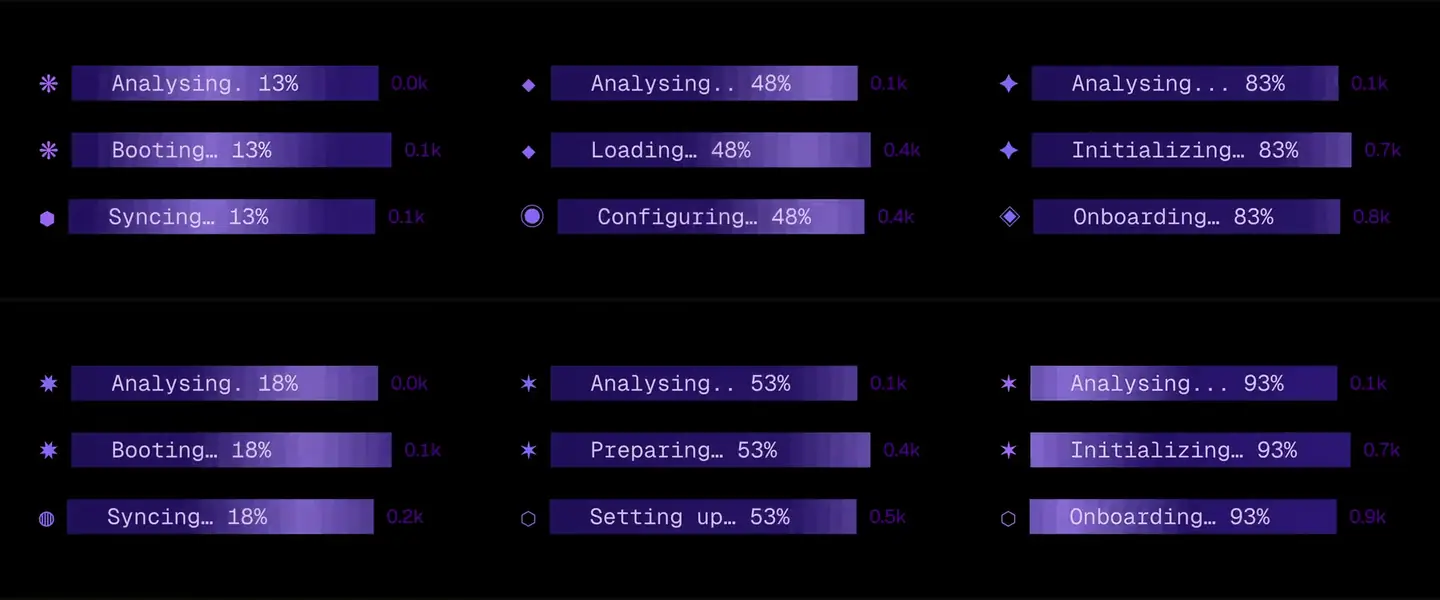 Analysing. 13% 0.0k
Analysing.. 48% 0.1k
Analysing... 83% 0.1k
Booting… 13% 0.1k
Loading… 48% 0.4k
Initializing… 83% 0.7k
Syncing… 13% 0.1k
Configuring… 48% 0.4k
Onboarding… 83% 0.8k
Analysing. 18% 0.0k
Analysing.. 53% 0.1k
Analysing... 93% 0.1k
Booting… 18% 0.1k
Preparing… 53% 0.4k
Initializing… 93% 0.7k
Syncing… 18% 0.2k
Setting up… 53% 0.5k
Onboarding… 93% 0.9k